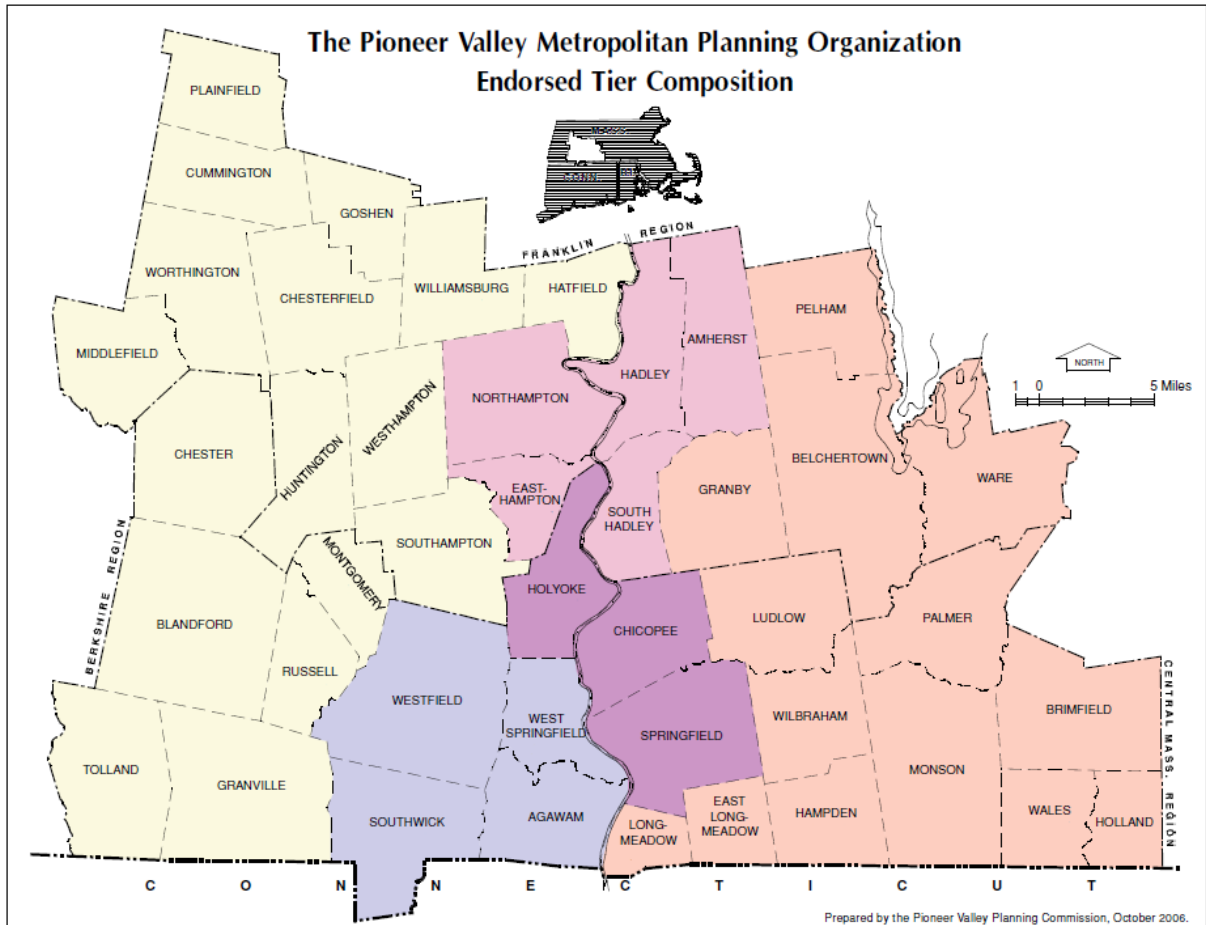 The Pioneer Valley Metropolitan Planning Organization
Endorsed Tier Composition
MASS.
CONN.
R.I.
PLAINFIELD
CUMMINGTON
GOSHEN
WORTHINGTON
CHESTERFIELD
WILLIAMSBURG
HATFIELD
FRANKLIN REGION
MIDDLEFIELD
PELHAM
AMHERST
HADLEY
NORTH
1 0 5 Miles
NORTHAMPTON
WESTHAMPTON
HUNTINGTON
CHESTER
BELCHERTOWN
WARE
GRANBY
EAST-
HAMPTON
SOUTH
HADLEY
SOUTHAMPTON
MONTGOMERY
HOLYOKE
BERKSHIRE REGION
BLANDFORD
CHICOPEE
LUDLOW
PALMER
RUSSELL
WESTFIELD
WEST
SPRINGFIELD
SPRINGFIELD
WILBRAHAM
BRIMFIELD
CENTRAL MASS. REGION
TOLLAND
GRANVILLE
MONSON
SOUTHWICK
AGAWAM
LONG-
MEADOW
EAST
LONG-
MEADOW
HAMPDEN
WALES
HOLLAND
CONNECTICUT
Prepared by the Pioneer Valley Planning Commission, October 2006.